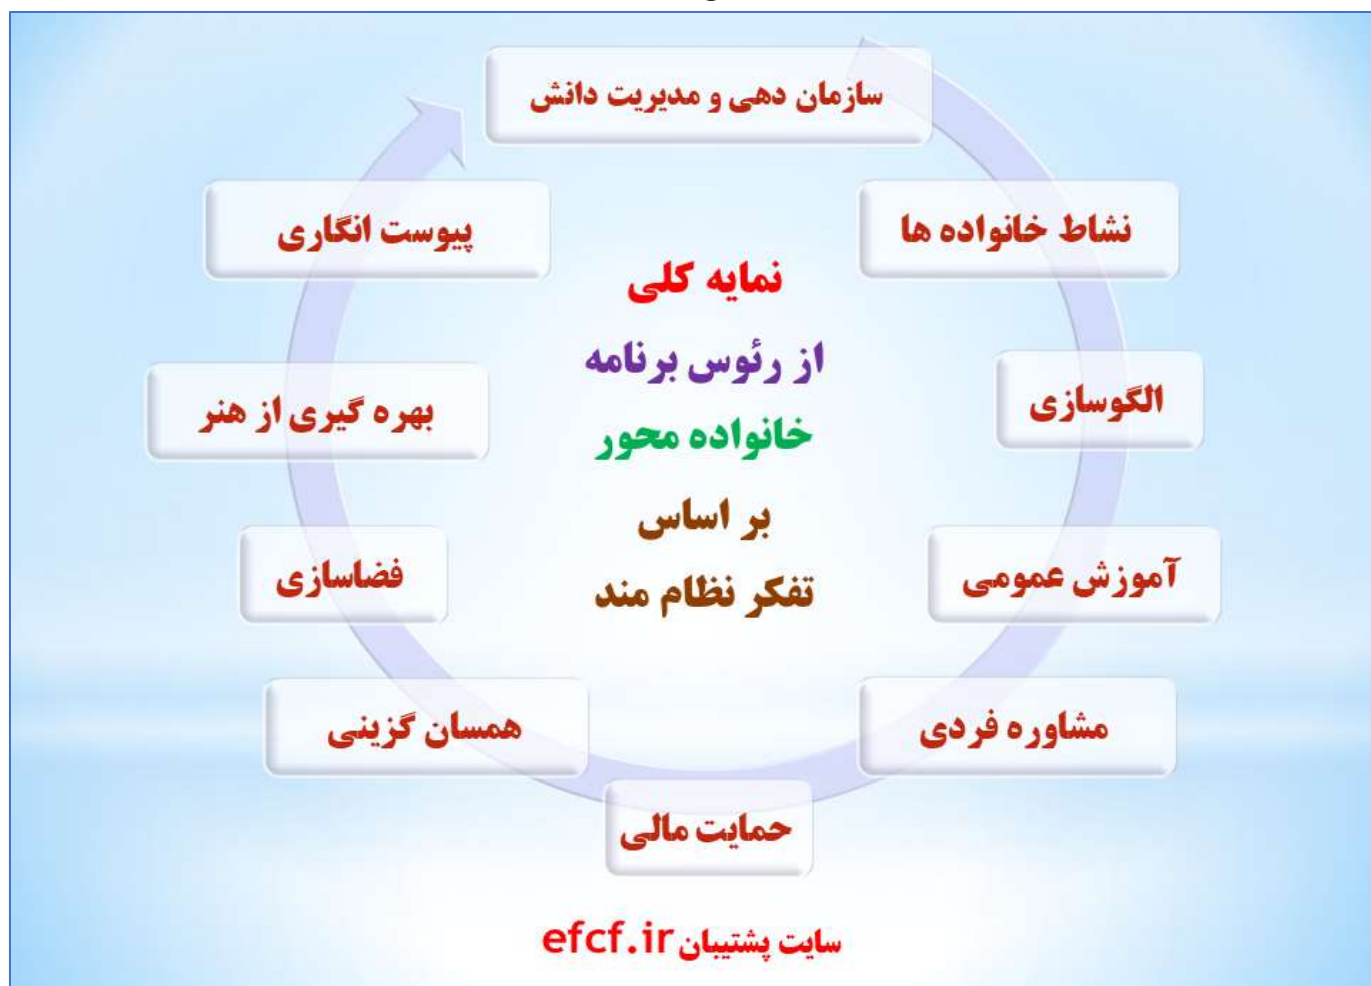 سازمان دهی و مدیریت دانش
نشاط خانواده ها
الگوسازی
آموزش عمومی
مشاوره فردی
حمایت مالی
همسان گزینی
فضاسازی
بهره گیری از هنر
پیوست انگاری
نمایه کلی
از رئوس برنامه
خانواده محور
بر اساس
تفکر نظام مند
سایت پشتیبان efcf.ir